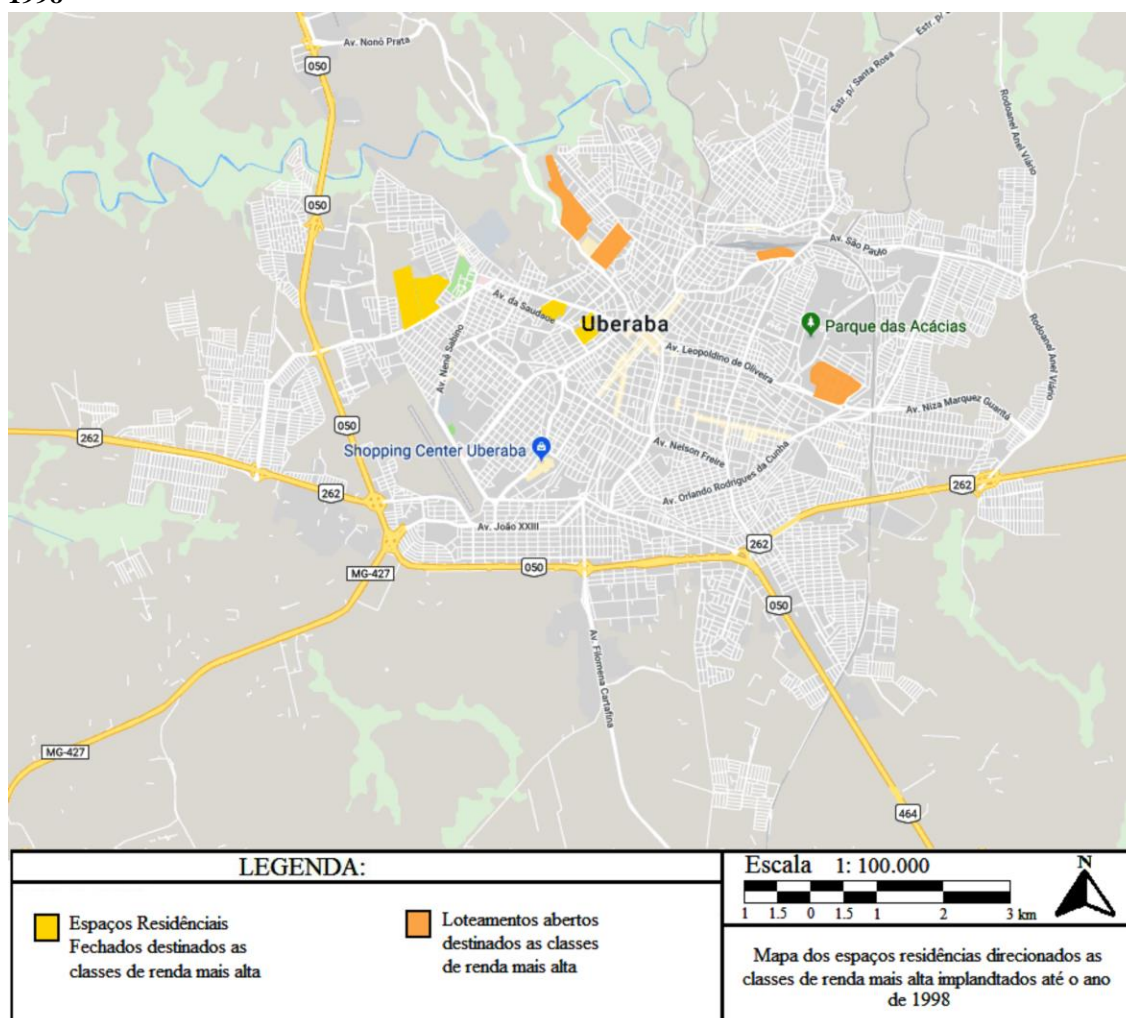 1998
Av. Nonô Prata
050
Estr. p/ Santa Rosa
Estr. p/
Rodoanel Anel Viário
050
Av. São Paulo
Av. da Saudade
Uberaba
Parque das Acácias
Av. Nenê Sabino
Av. Leopoldino de Oliveira
Rodoanel Anel Viário
Av. Niza Marquez Guaritá
050
262
Shopping Center Uberaba
Av. Nelson Freire
Av. Orlando Rodrigues da Cunha
262
262
Av. João XXIII
262
MG-427
050
050
Av. Filomena Cartafina
MG-427
464
LEGENDA:
Espaços Residênciais
Fechados destinados as
classes de renda mais alta
Loteamentos abertos
destinados as classes
de renda mais alta
Escala 1: 100.000
N
1 1.5 0 1.5 1 2 3 km
Mapa dos espaços residências direcionados as
classes de renda mais alta implandtados até o ano
de 1998